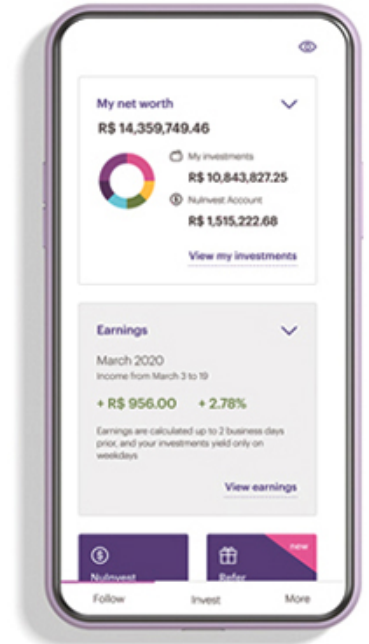 My net worth
R$ 14,359,749.46
My investments
R$ 10,843,827.25
NuInvest Account
R$ 1,515,222.68
View my investments
Earnings
March 2020
Income from March 3 to 19
+ R$ 956.00 + 2.78%
Earnings are calculated up to 2 business days
prior, and your investments yield only on
weekdays
View earnings
new
NuInvest
Refer
Follow
Invest
More